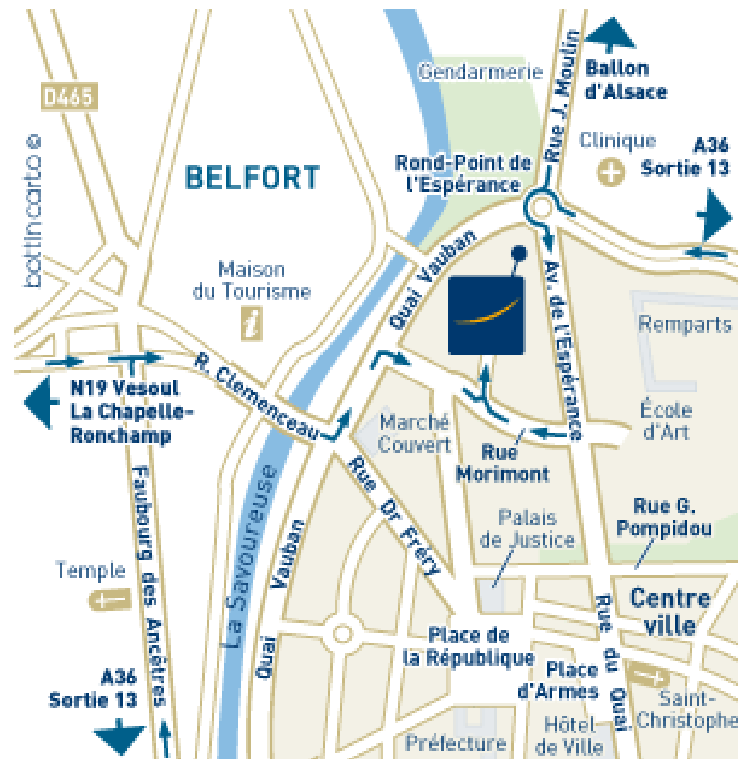 Gendarmerie
Rue J. Moulin
Ballon
d'Alsace
D465
Clinique
A36
Sortie 13
Rond-Point de
l'Espérance
BELFORT
bottincarto ©
Quai Vauban
Av. de l'Espérance
Maison
du Tourisme
i
Remparts
R. Clemenceau
N19 Vesoul
La Chapelle-
Ronchamp
Marché
Couvert
École
d'Art
Rue
Morimont
Rue Dr Fréry
Faubourg des Ancêtres
La Savoureuse
Quai Vauban
Palais
de Justice
Rue G.
Pompidou
Temple
Centre
ville
Rue du Quai
Place de
la République
A36
Sortie 13
Place
d'Armes
Saint-
Christophe
Hôtel
de Ville
Préfecture